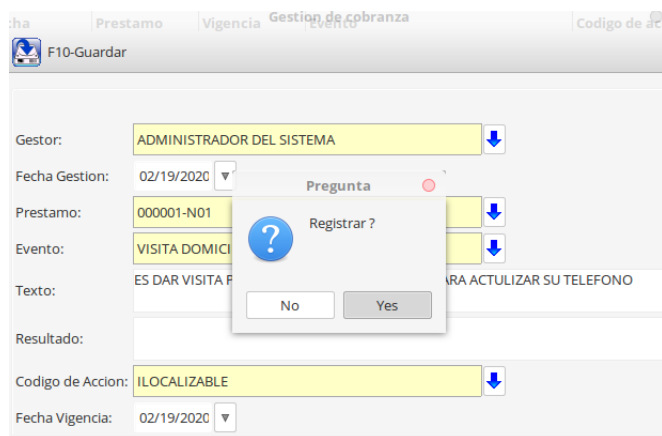 cha Prestamo Vigencia Evento Codigo de ac
Gestion de cobranza
F10-Guardar
Gestor: ADMINISTRADOR DEL SISTEMA
Fecha Gestion: 02/19/2020
Pregunta
Prestamo: 000001-N01
Registrar ?
Evento: VISITA DOMICI
Texto: ES DAR VISITA P ARA ACTULIZAR SU TELEFONO
No Yes
Resultado:
Codigo de Accion: ILOCALIZABLE
Fecha Vigencia: 02/19/2020